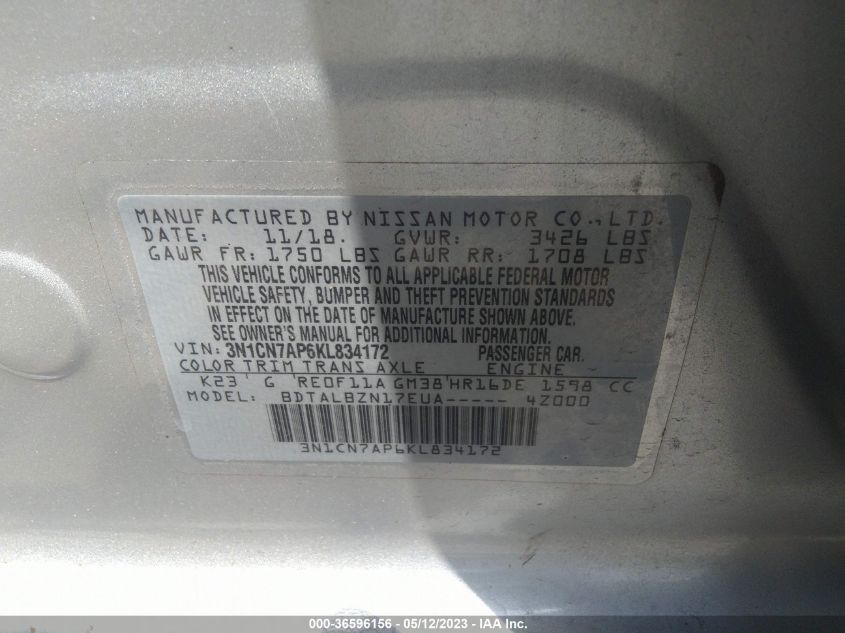 MANUFACTURED BY NISSAN MOTOR CO., LTD.
DATE: 11/18. GVWR: 3426 LBS
GAWR FR: 1750 LBS GAWR RR: 1708 LBS
THIS VEHICLE CONFORMS TO ALL APPLICABLE FEDERAL MOTOR
VEHICLE SAFETY, BUMPER AND THEFT PREVENTION STANDARDS
IN EFFECT ON THE DATE OF MANUFACTURE SHOWN ABOVE.
SEE OWNER'S MANUAL FOR ADDITIONAL INFORMATION.
VIN: 3N1CN7AP6KL834172 PASSENGER CAR.
COLOR TRIM TRANS AXLE ENGINE
K23 ' G 'RE0F11A GM38'HR16DE 1598 CC
MODEL: BDTALBZN17EUA----- 4Z000
3N1CN7AP6KL834172
000-36596156 - 05/12/2023 - IAA Inc.